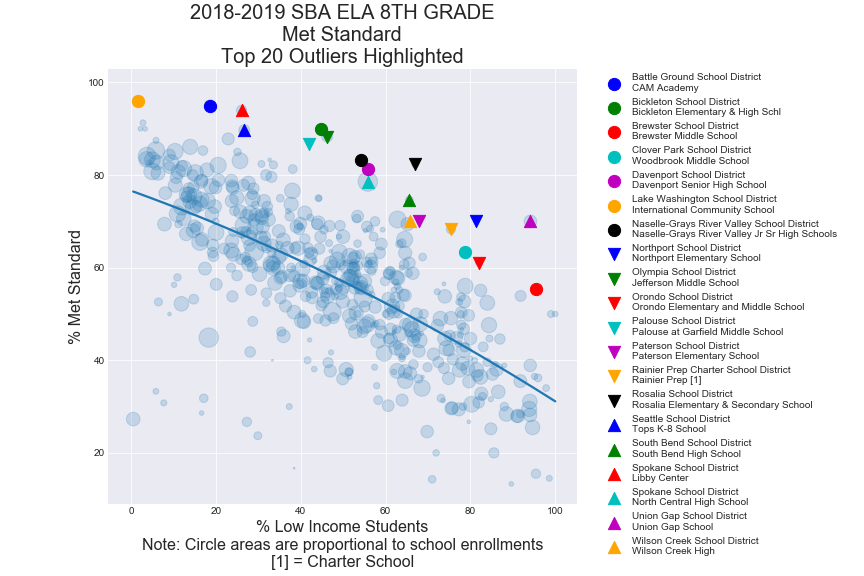 2018-2019 SBA ELA 8TH GRADE
Met Standard
Top 20 Outliers Highlighted
% Met Standard
100
80
60
40
20
0
20
40
60
80
100
% Low Income Students
Note: Circle areas are proportional to school enrollments
[1] = Charter School
Battle Ground School District
CAM Academy
Bickleton School District
Bickleton Elementary & High Schl
Brewster School District
Brewster Middle School
Clover Park School District
Woodbrook Middle School
Davenport School District
Davenport Senior High School
Lake Washington School District
International Community School
Naselle-Grays River Valley School District
Naselle-Grays River Valley Jr Sr High Schools
Northport School District
Northport Elementary School
Olympia School District
Jefferson Middle School
Orondo School District
Orondo Elementary and Middle School
Palouse School District
Palouse at Garfield Middle School
Paterson School District
Paterson Elementary School
Rainier Prep Charter School District
Rainier Prep [1]
Rosalia School District
Rosalia Elementary & Secondary School
Seattle School District
Tops K-8 School
South Bend School District
South Bend High School
Spokane School District
Libby Center
Spokane School District
North Central High School
Union Gap School District
Union Gap School
Wilson Creek School District
Wilson Creek High